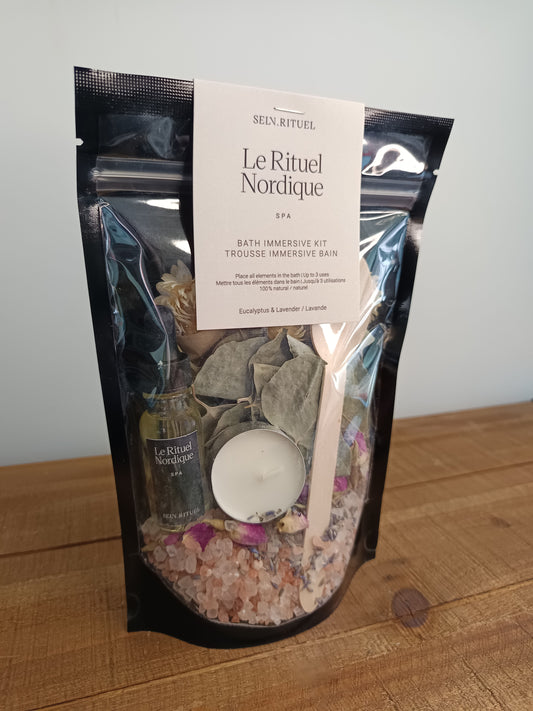 SELN.RITUEL
Le Rituel
Nordique
SPA
BATH IMMERSIVE KIT
TROUSSE IMMERSIVE BAIN
Place all elements in the bath | Up to 3 uses
Mettre tous les éléments dans le bain | Jusqu'à 3 utilisations
100% natural / naturel
Eucalyptus & Lavender / Lavande
Le Rituel
Nordique
SPA
SELN.RITUEL